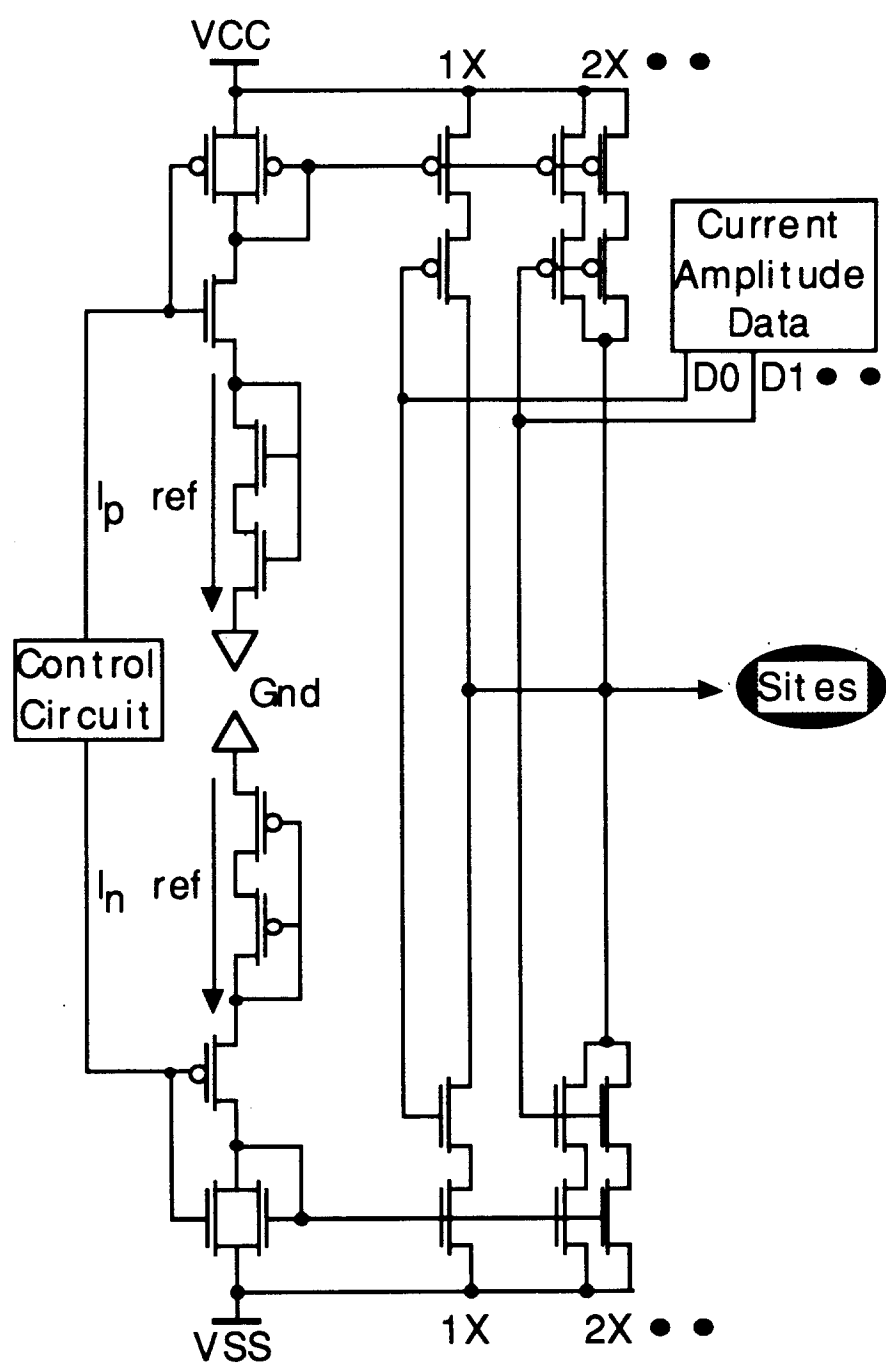 VCC
1X 2X ● ●
Current
Amplitude
Data
D0 D1 ● ●
Ip ref
Control
Circuit
Gnd
Sites
In ref
VSS
1X 2X ● ●